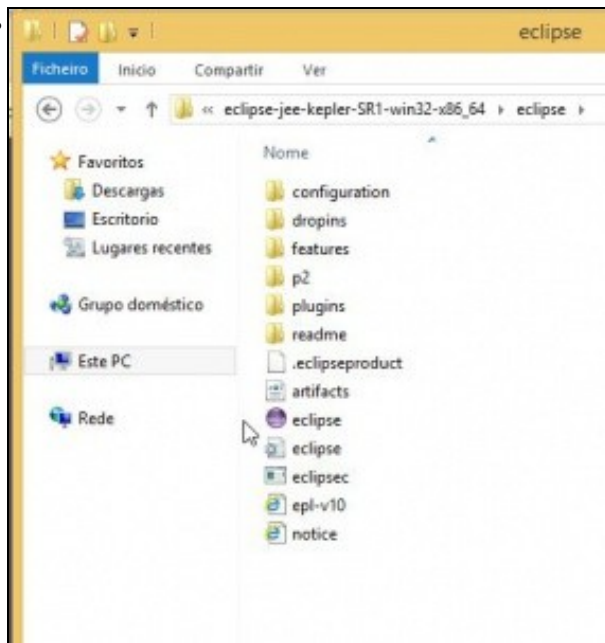 eclipse
Ficheiro Inicio Compartir Ver
« eclipse-jee-kepler-SR1-win32-x86_64 eclipse
Favoritos
Descargas
Escritorio
Lugares recentes
Grupo doméstico
Este PC
Rede
Nome
configuration
dropins
features
p2
plugins
readme
.eclipseproduct
artifacts
eclipse
eclipse
eclipsec
epl-v10
notice